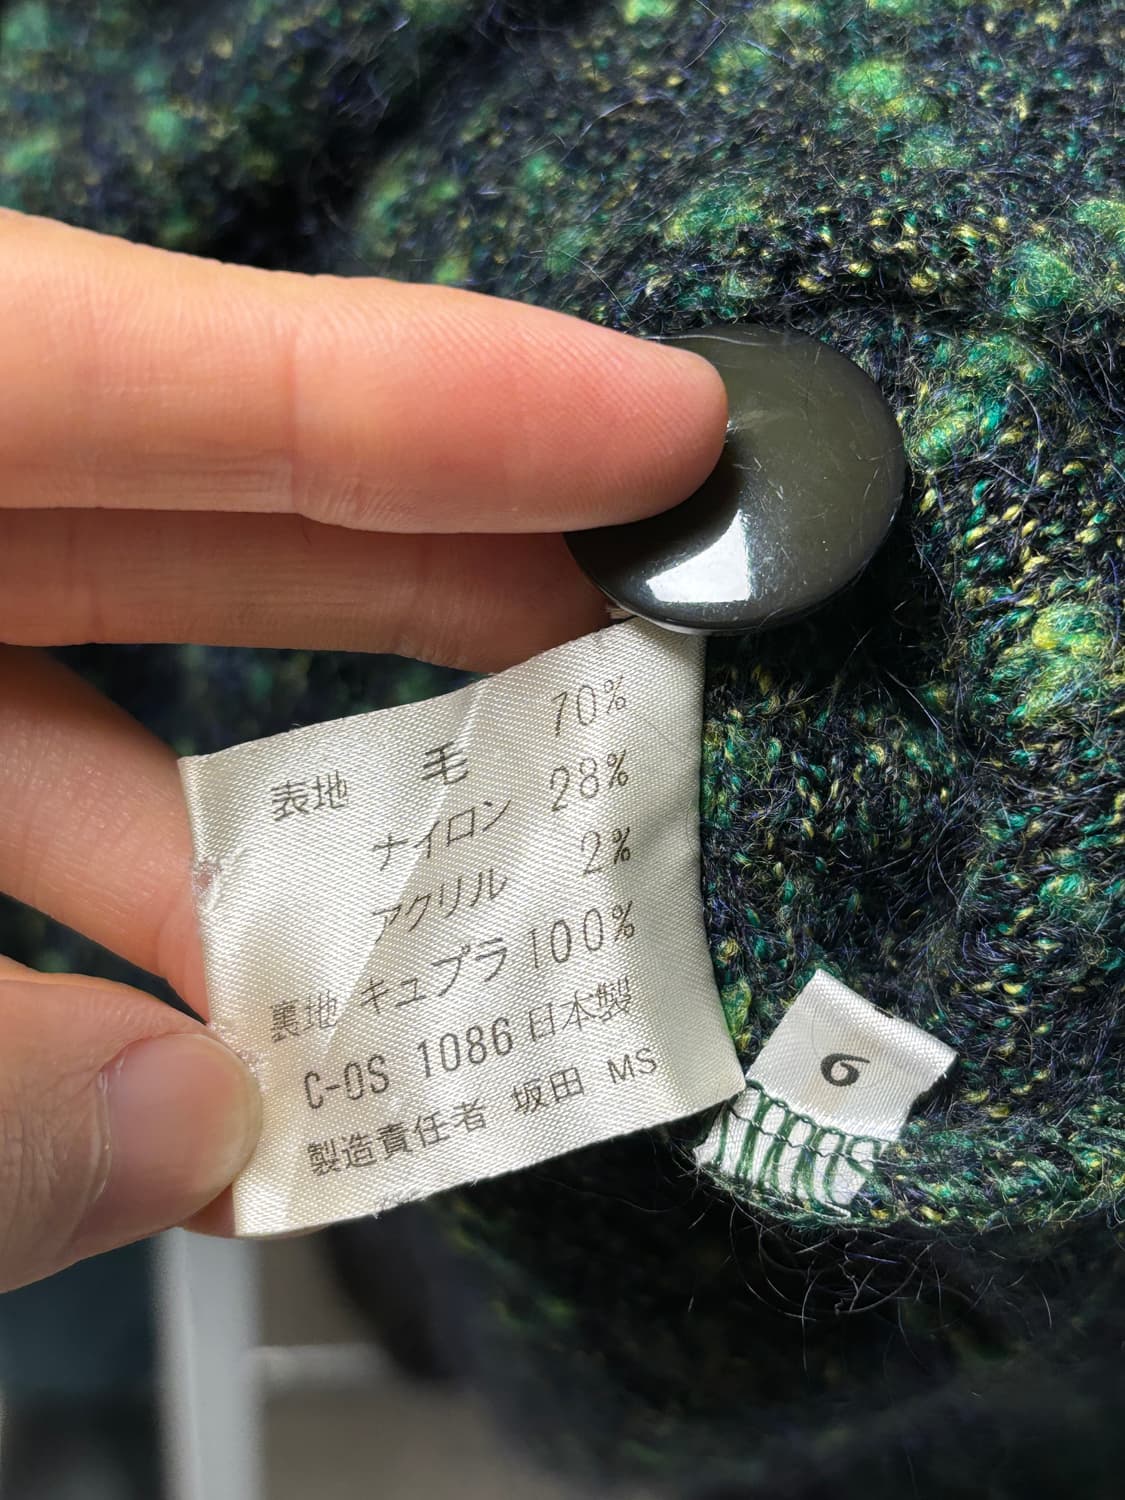 表地 毛 70%
ナイロン 28%
アクリル 2%
裏地 キュプラ 100%
C-0S 1086 日本製
製造責任者 坂田 MS
6